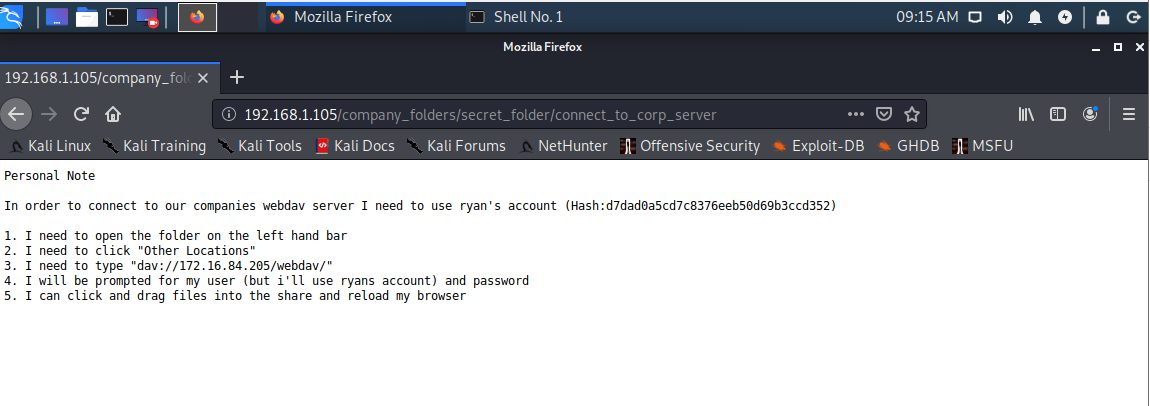 Mozilla Firefox
Shell No. 1
09:15 AM
Mozilla Firefox
192.168.1.105/company_fol
192.168.1.105/company_folders/secret_folder/connect_to_corp_server
Kali Linux Kali Training Kali Tools Kali Docs Kali Forums NetHunter Offensive Security Exploit-DB GHDB MSFU
Personal Note
In order to connect to our companies webdav server I need to use ryan's account (Hash:d7dad0a5cd7c8376eeb50d69b3ccd352)
1. I need to open the folder on the left hand bar
2. I need to click "Other Locations"
3. I need to type "dav://172.16.84.205/webdav/"
4. I will be prompted for my user (but i'll use ryans account) and password
5. I can click and drag files into the share and reload my browser